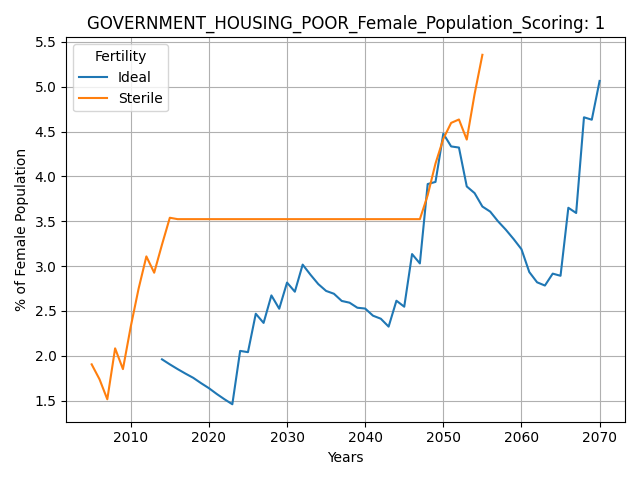 GOVERNMENT_HOUSING_POOR_Female_Population_Scoring: 1
Fertility
Ideal
Sterile
% of Female Population
5.5
5.0
4.5
4.0
3.5
3.0
2.5
2.0
1.5
2010 2020 2030 2040 2050 2060 2070
Years